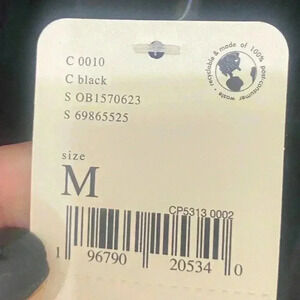 C 0010
C black
S OB1570623
S 69865525
recyclable & made of 100% post-consumer waste
size
M
CP5313 0002
1 96790 20534 0